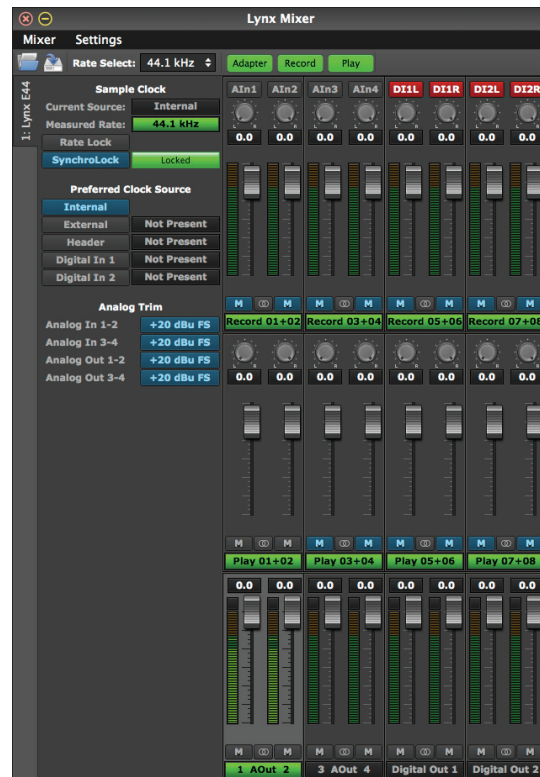 Lynx Mixer
Mixer Settings
Rate Select: 44.1 kHz Adapter Record Play
1: Lynx E44
Sample Clock
Current Source: Internal
Measured Rate: 44.1 kHz
Rate Lock
SynchroLock Locked
Preferred Clock Source
Internal
External Not Present
Header Not Present
Digital In 1 Not Present
Digital In 2 Not Present
Analog Trim
Analog In 1-2 +20 dBu FS
Analog In 3-4 +20 dBu FS
Analog Out 1-2 +20 dBu FS
Analog Out 3-4 +20 dBu FS
AIn1 AIn2 AIn3 AIn4 DI1L DI1R DI2L DI2R
L R L R L R L R L R L R L R L R
0.0 0.0 0.0 0.0 0.0 0.0 0.0 0.0
M M M M M M M M
Record 01+02 Record 03+04 Record 05+06 Record 07+08
L R L R L R L R L R L R L R L R
0.0 0.0 0.0 0.0 0.0 0.0 0.0 0.0
M M M M M M M M
Play 01+02 Play 03+04 Play 05+06 Play 07+08
0.0 0.0 0.0 0.0 0.0 0.0 0.0 0.0
M M M M M M M M
1 AOut 2 3 AOut 4 Digital Out 1 Digital Out 2